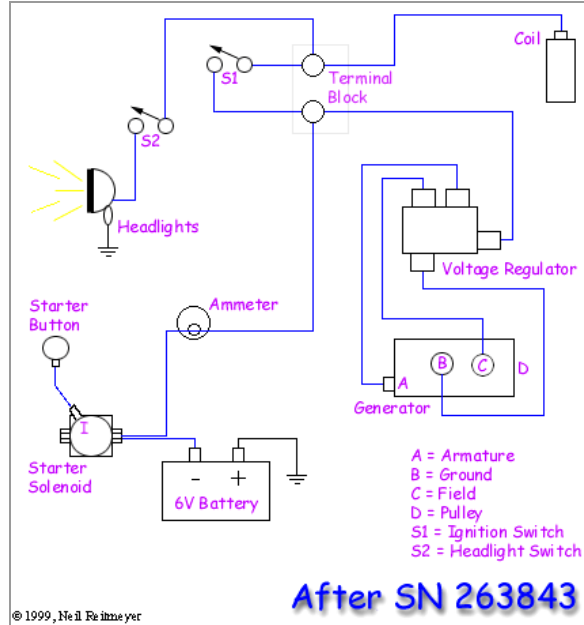 Coil
S1
Terminal
Block
S2
Headlights
Voltage Regulator
Starter
Button
Ammeter
B
C
D
A
Generator
I
Starter
Solenoid
- +
6V Battery
A = Armature
B = Ground
C = Field
D = Pulley
S1 = Ignition Switch
S2 = Headlight Switch
After SN 263843
© 1999, Neil Reitmeyer